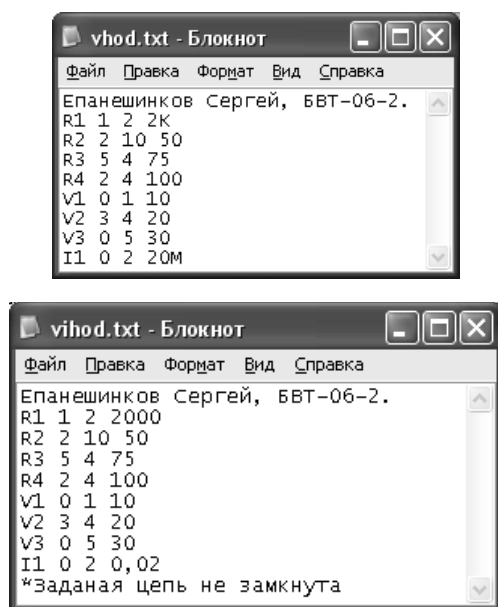 vhod.txt - Блокнот
Файл Правка Формат Вид Справка
Епанешинков Сергей, БВТ-06-2.
R1 1 2 2К
R2 2 10 50
R3 5 4 75
R4 2 4 100
V1 0 1 10
V2 3 4 20
V3 0 5 30
I1 0 2 20М
vihod.txt - Блокнот
Файл Правка Формат Вид Справка
Епанешинков Сергей, БВТ-06-2.
R1 1 2 2000
R2 2 10 50
R3 5 4 75
R4 2 4 100
V1 0 1 10
V2 3 4 20
V3 0 5 30
I1 0 2 0,02
*Заданая цепь не замкнута